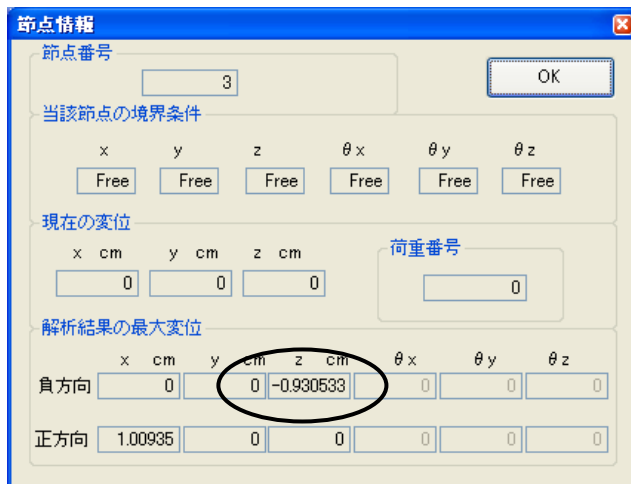 節点情報
節点番号
3
OK
当該節点の境界条件
x y z θx θy θz
Free Free Free Free Free Free
現在の変位
x cm y cm z cm
0 0 0
荷重番号
0
解析結果の最大変位
x cm y cm z cm θx θy θz
負方向 0 0 -0.930533 0 0 0
正方向 1.00935 0 0 0 0 0